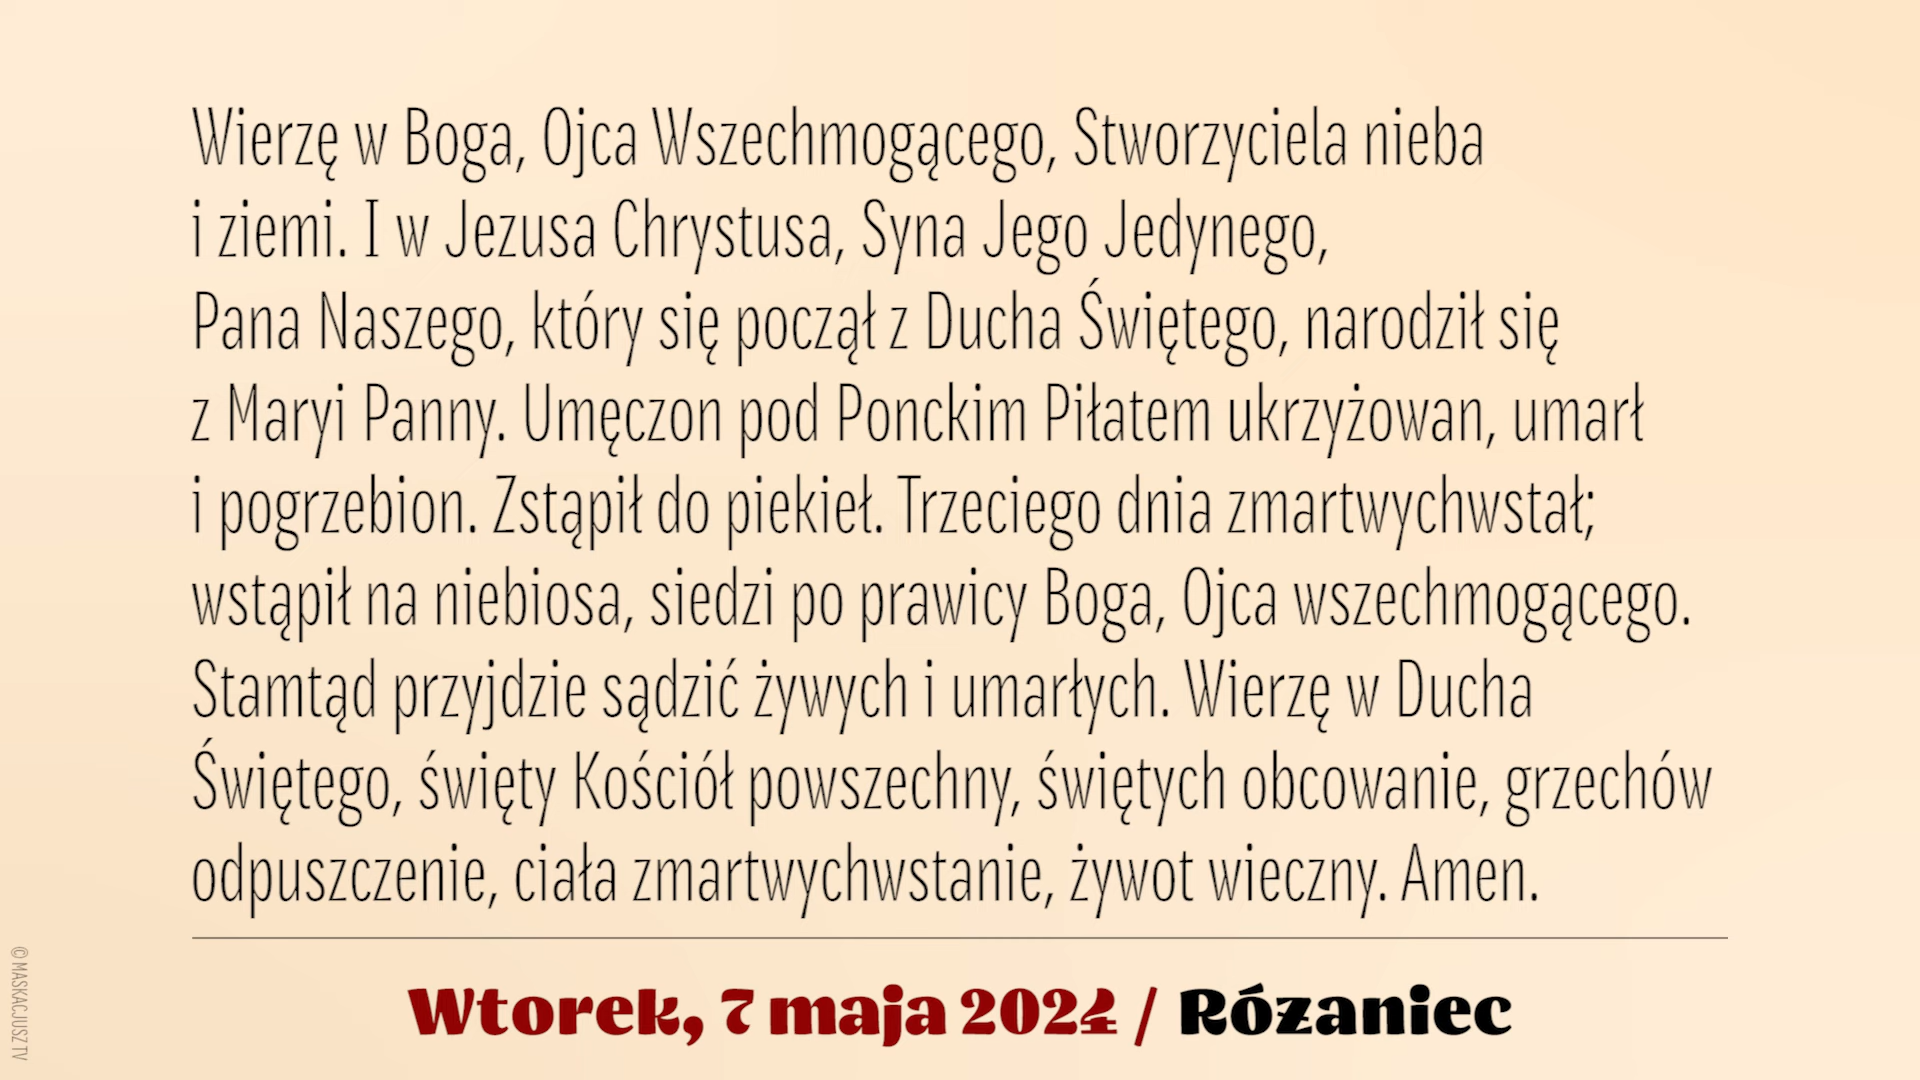 Wierzę w Boga, Ojca Wszechmogącego, Stworzyciela nieba
i ziemi. I w Jezusa Chrystusa, Syna Jego Jedynego,
Pana Naszego, który się począł z Ducha Świętego, narodził się
z Maryi Panny. Umęczon pod Ponckim Piłatem ukrzyżowan, umarł
i pogrzebion. Zstąpił do piekieł. Trzeciego dnia zmartwychwstał;
wstąpił na niebiosa, siedzi po prawicy Boga, Ojca wszechmogącego.
Stamtąd przyjdzie sądzić żywych i umarłych. Wierzę w Ducha
Świętego, święty Kościół powszechny, świętych obcowanie, grzechów
odpuszczenie, ciała zmartwychwstanie, żywot wieczny. Amen.
Wtorek, 7 maja 2024 / Różaniec
© MASKACJUSZ TV